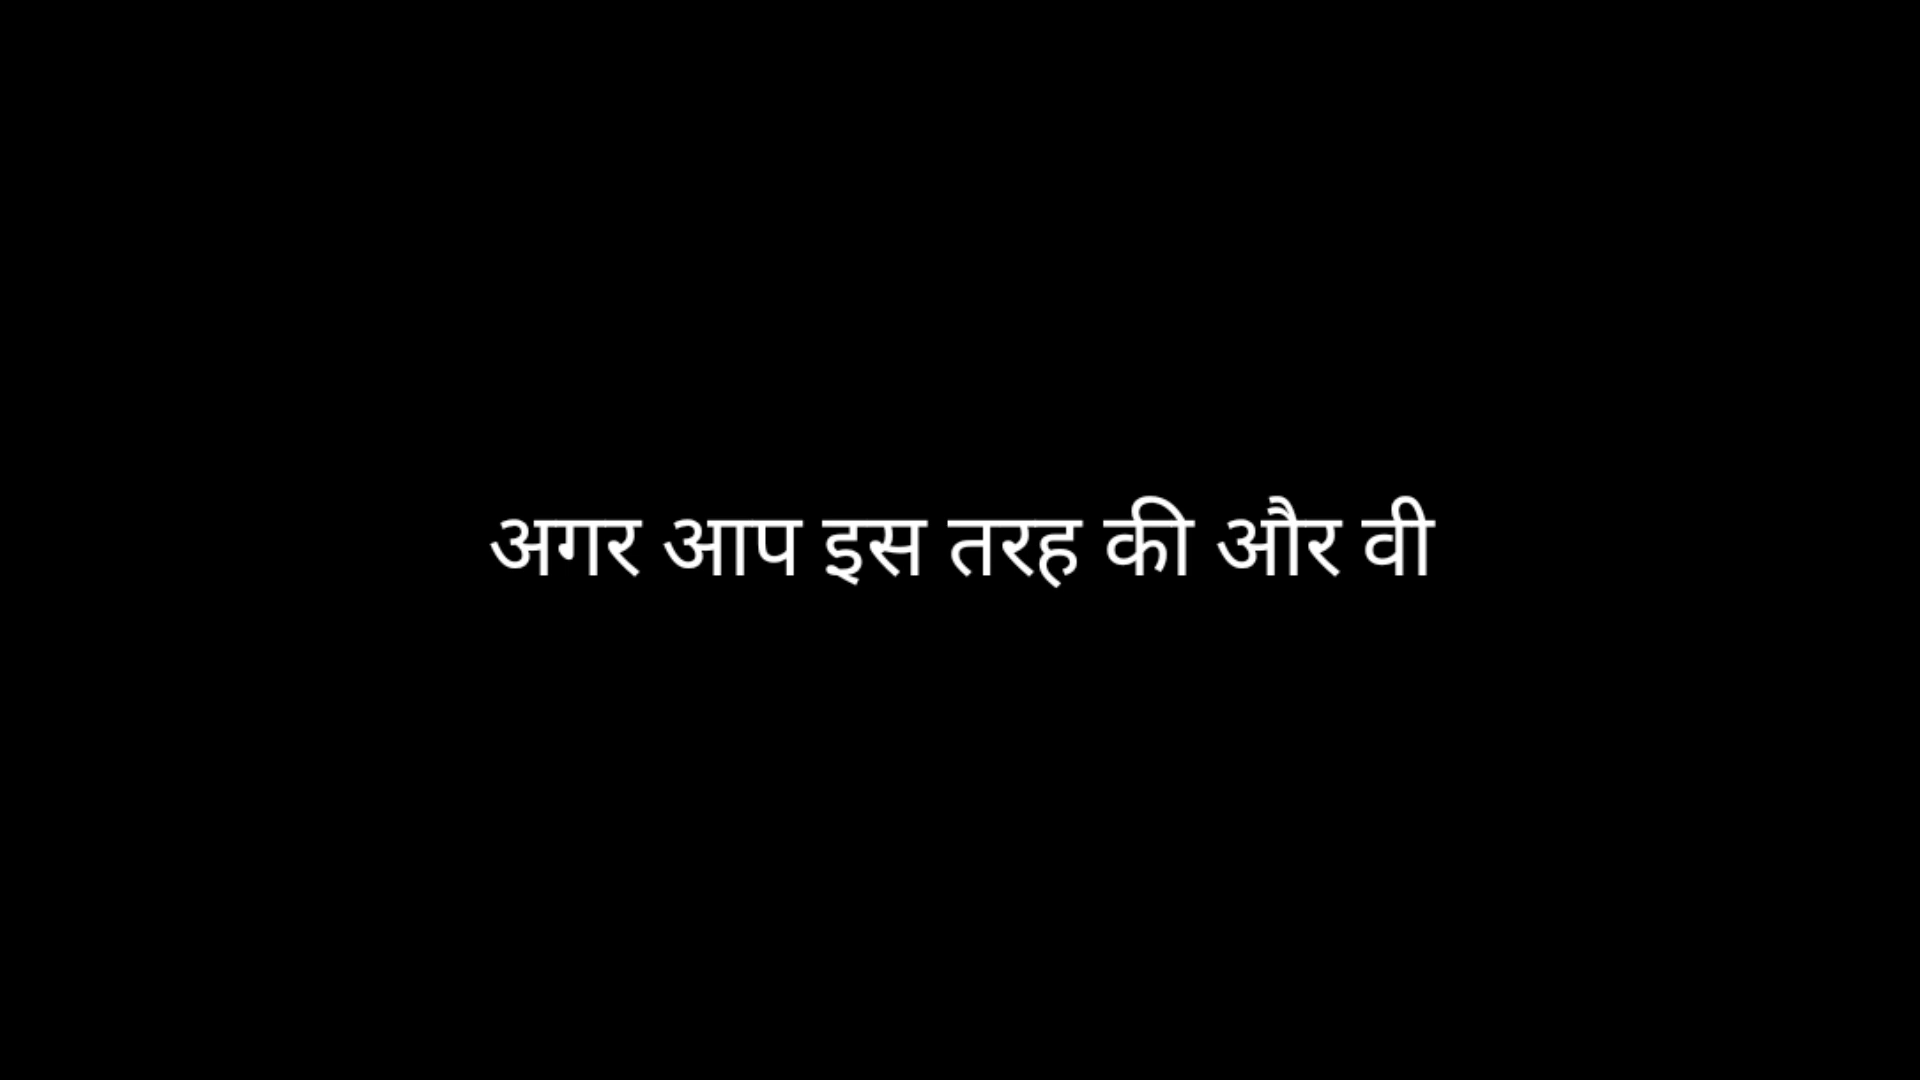 अगर आप इस तरह की और वी